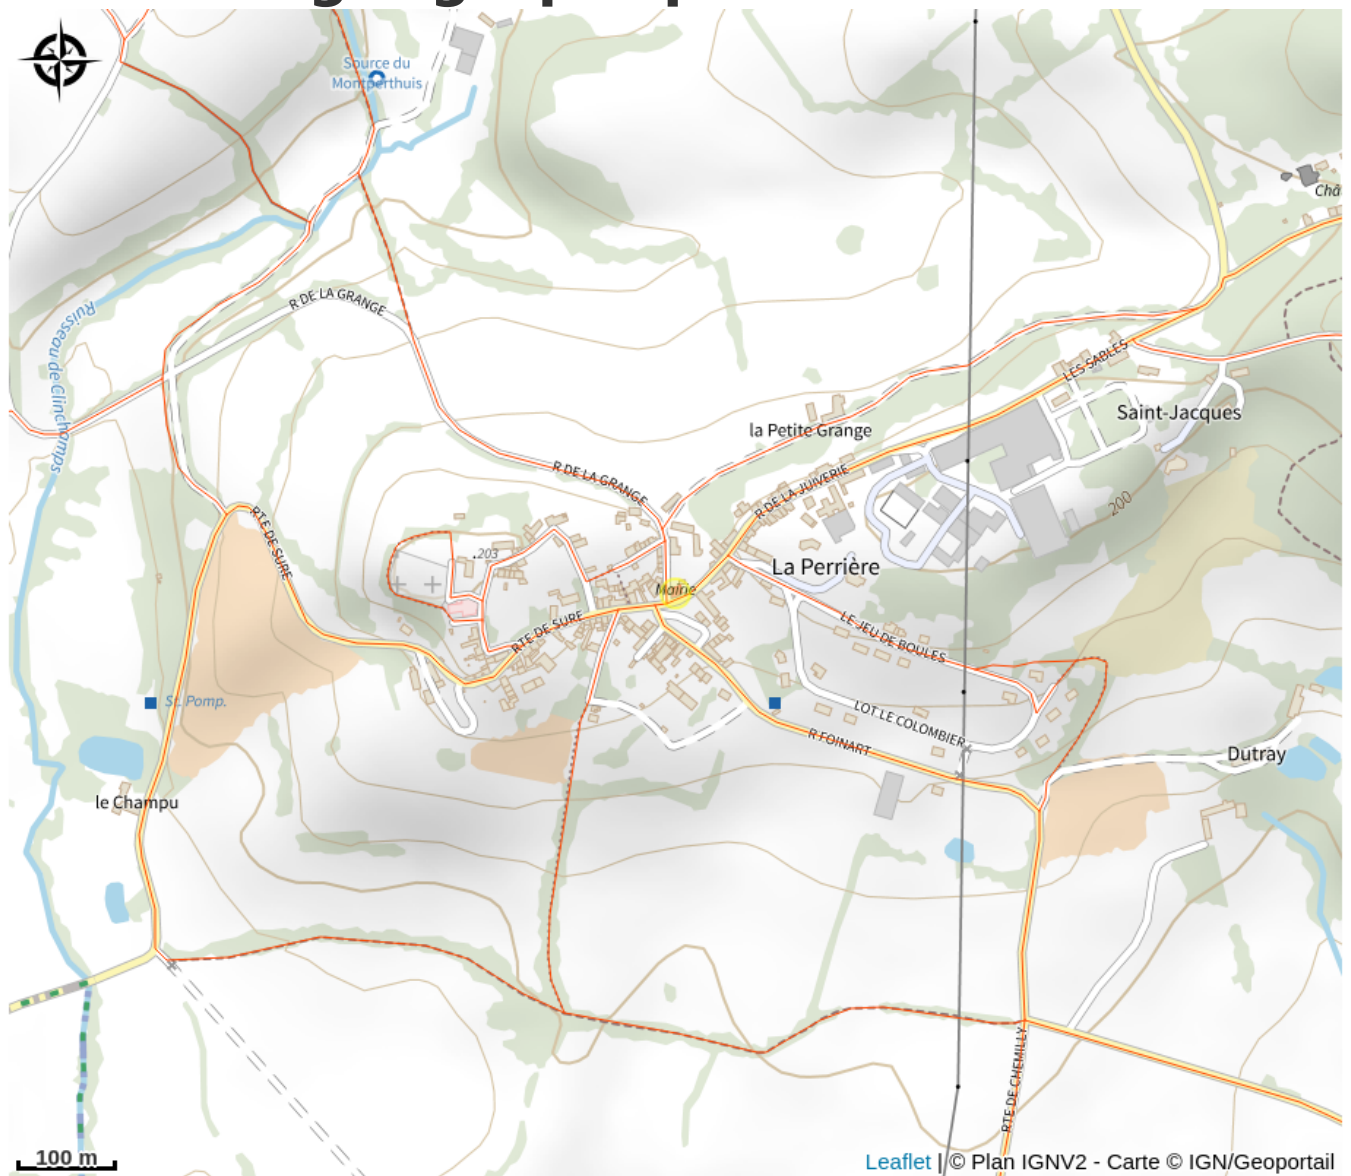 Source du
Montperthuis
Châ
R DE LA GRANGE
Ruisseau de Clinchamps
LES SABLES
Saint-Jacques
la Petite Grange
R DE LA GRANGE
R DE LA JUIVERIE
200
RTE DE SURE
203
La Perrière
Mairie
RTE DE SURE
LE JEU DE BOULES
St. Pomp.
LOT LE COLOMBIER
R FOINART
Dutray
le Champu
RTE DE CHEMILLY
100 m
Leaflet | © Plan IGNV2 - Carte © IGN/Geoportail